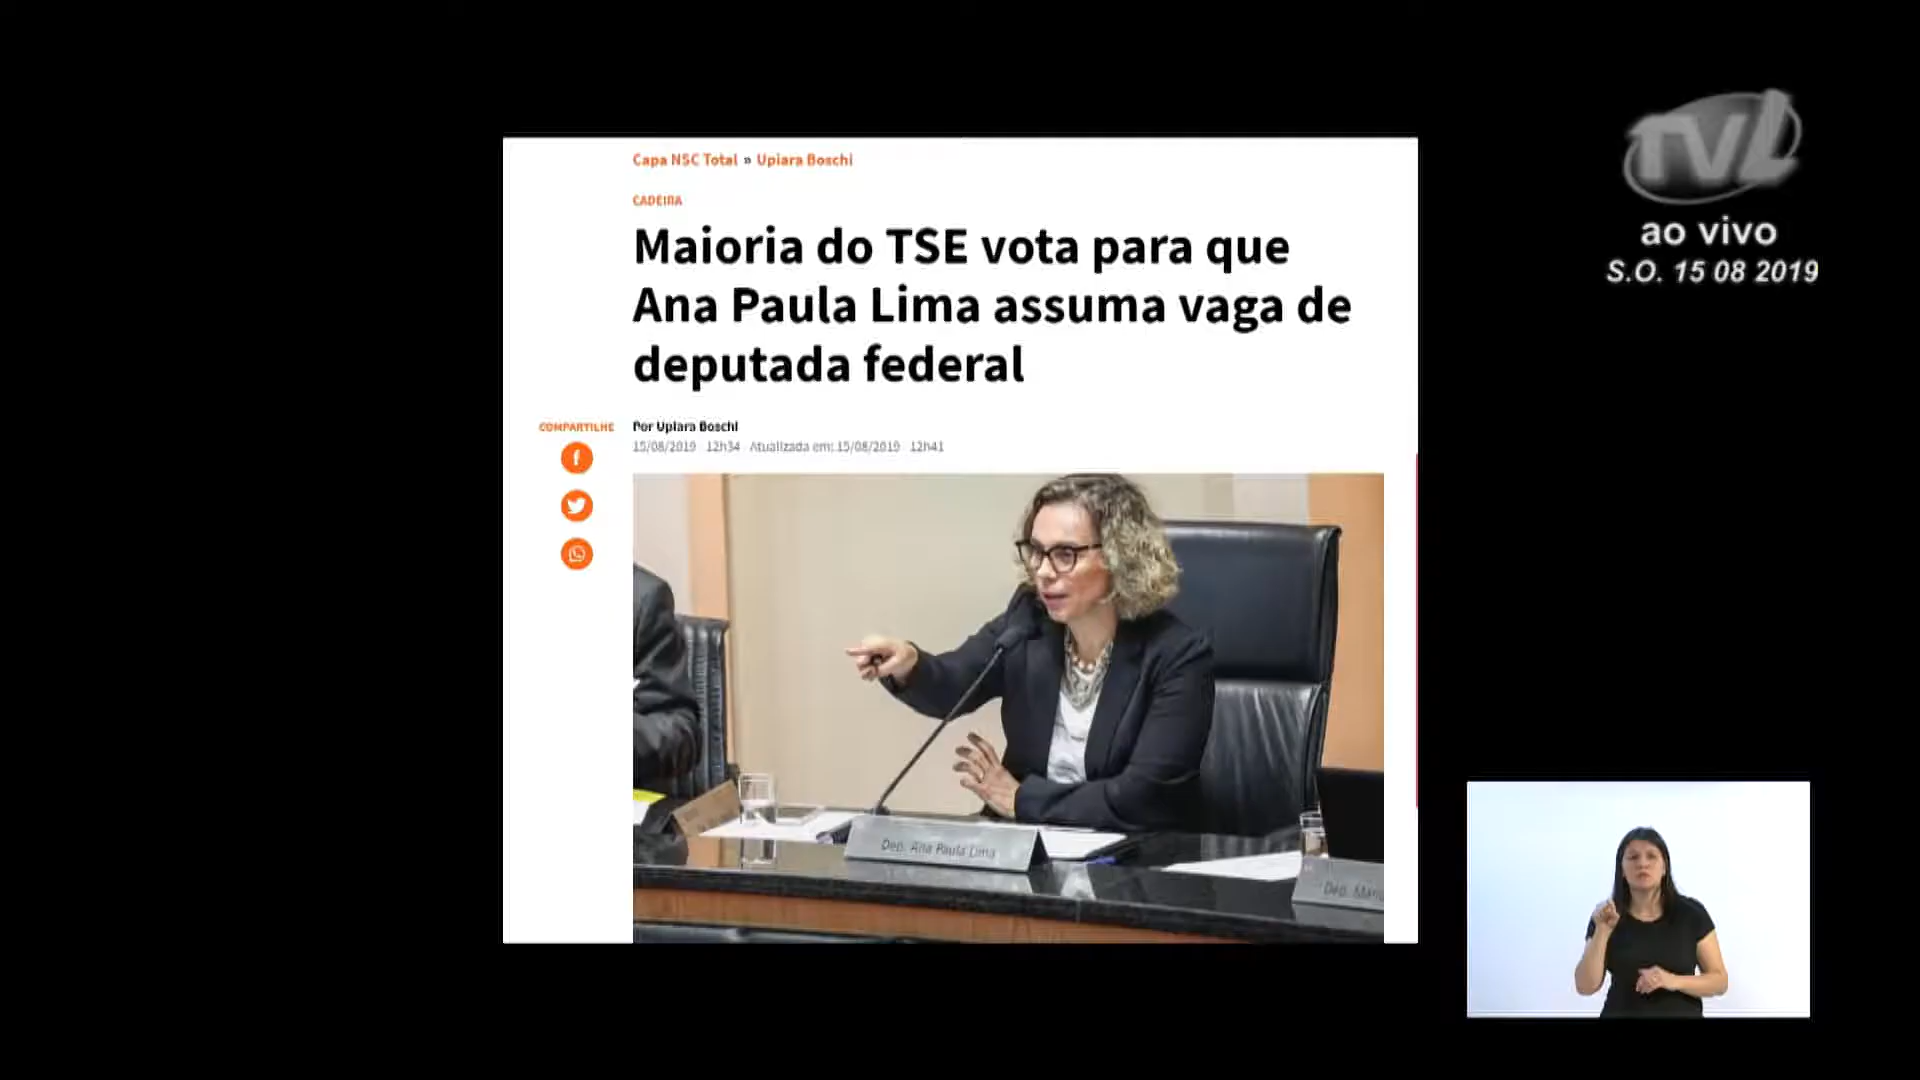 Capa NSC Total » Upiara Boschi
CADEIRA
Maioria do TSE vota para que
Ana Paula Lima assuma vaga de
deputada federal
COMPARTILHE
Por Upiara Boschi
15/08/2019 12h34 Atualizada em: 15/08/2019 12h41
Dep. Ana Paula Lima
Dep.
TVL
ao vivo
S.O. 15 08 2019